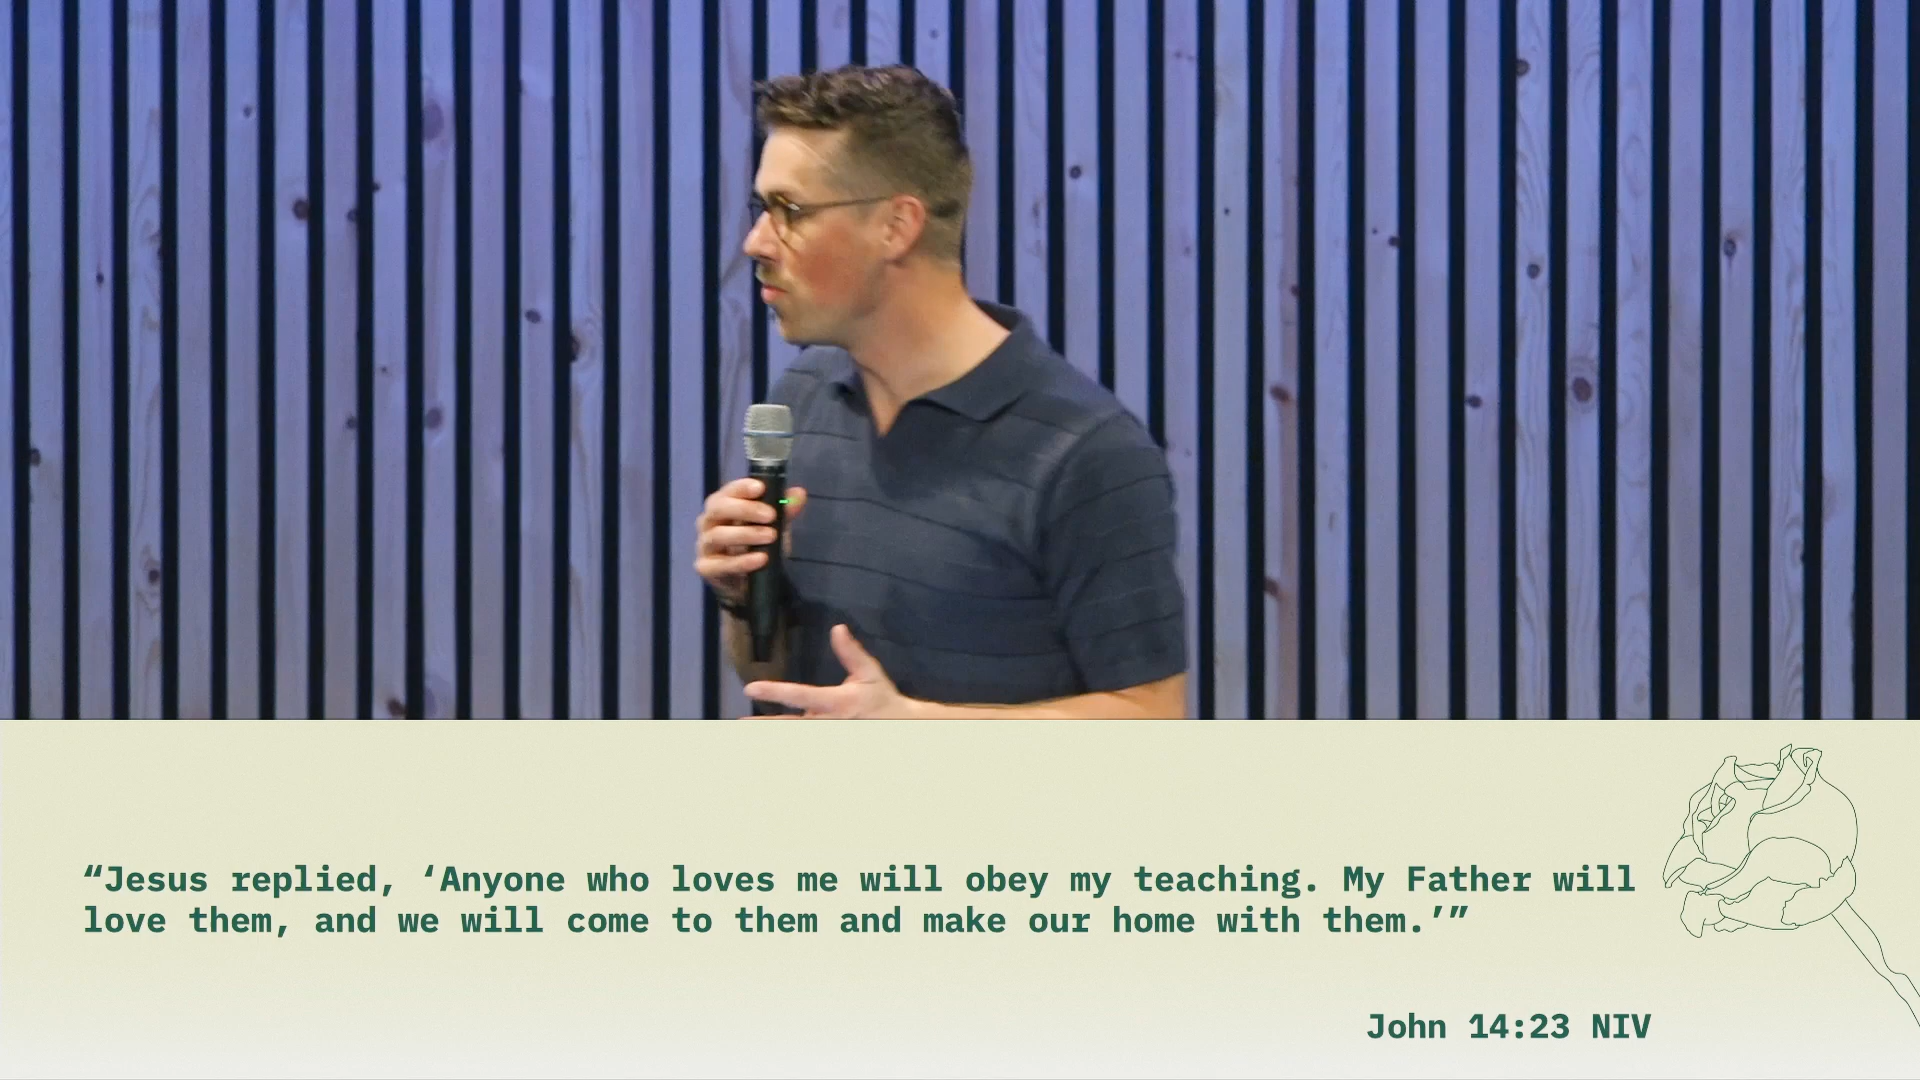 “Jesus replied, ‘Anyone who loves me will obey my teaching. My Father will
love them, and we will come to them and make our home with them.’”
John 14:23 NIV